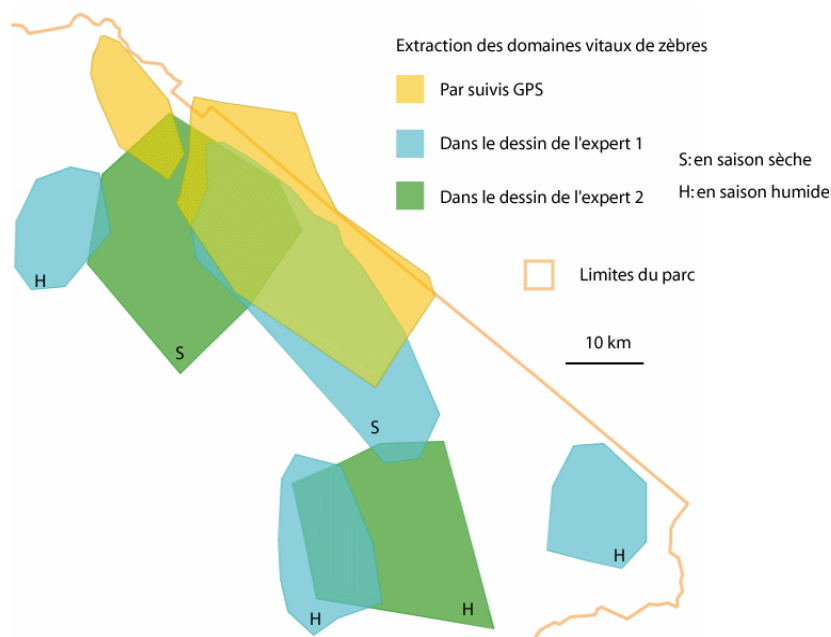 Extraction des domaines vitaux de zèbres
Par suivis GPS
Dans le dessin de l'expert 1
Dans le dessin de l'expert 2
S: en saison sèche
H: en saison humide
Limites du parc
10 km
H
S
S
H
H
H